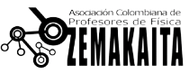 Asociación Colombiana de
Profesores de Física
ZEMAKAITA